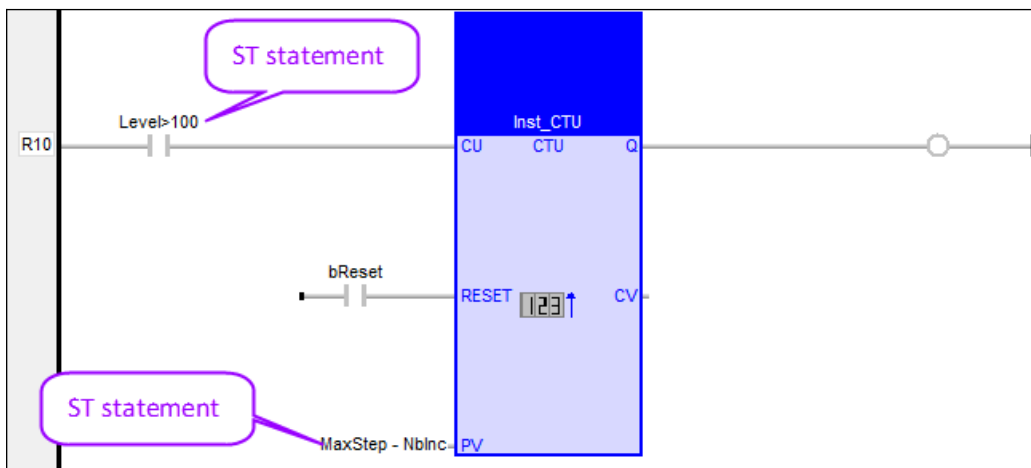 ST statement
Level>100
Inst_CTU
R10
CU CTU Q
bReset
RESET 123 CV
ST statement
MaxStep - NbInc PV